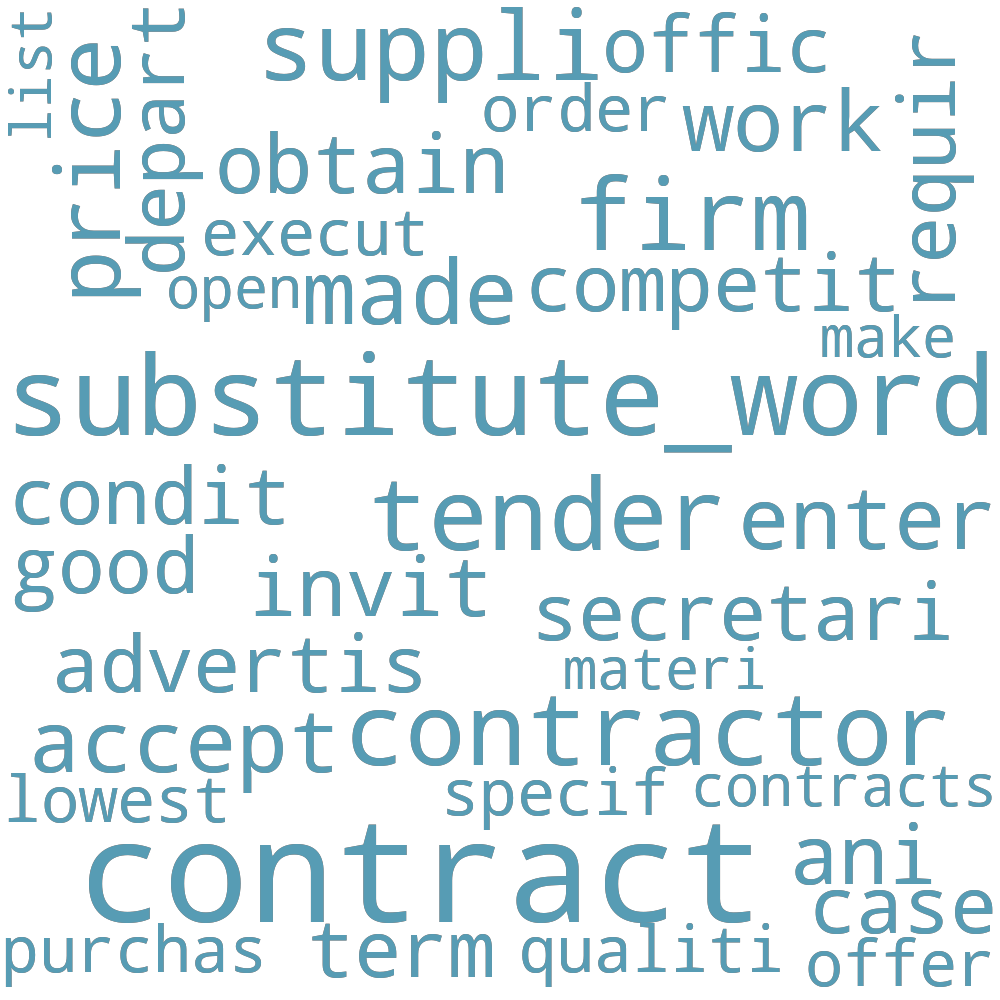 list
price
depart
suppli
offic
order
work
requir
obtain
execut
firm
open
made
competit
make
substitute_word
condit
tender
enter
good
invit
secretari
advertis
materi
accept
contractor
lowest
specif
contracts
contract
ani
case
purchas
term
qualiti
offer